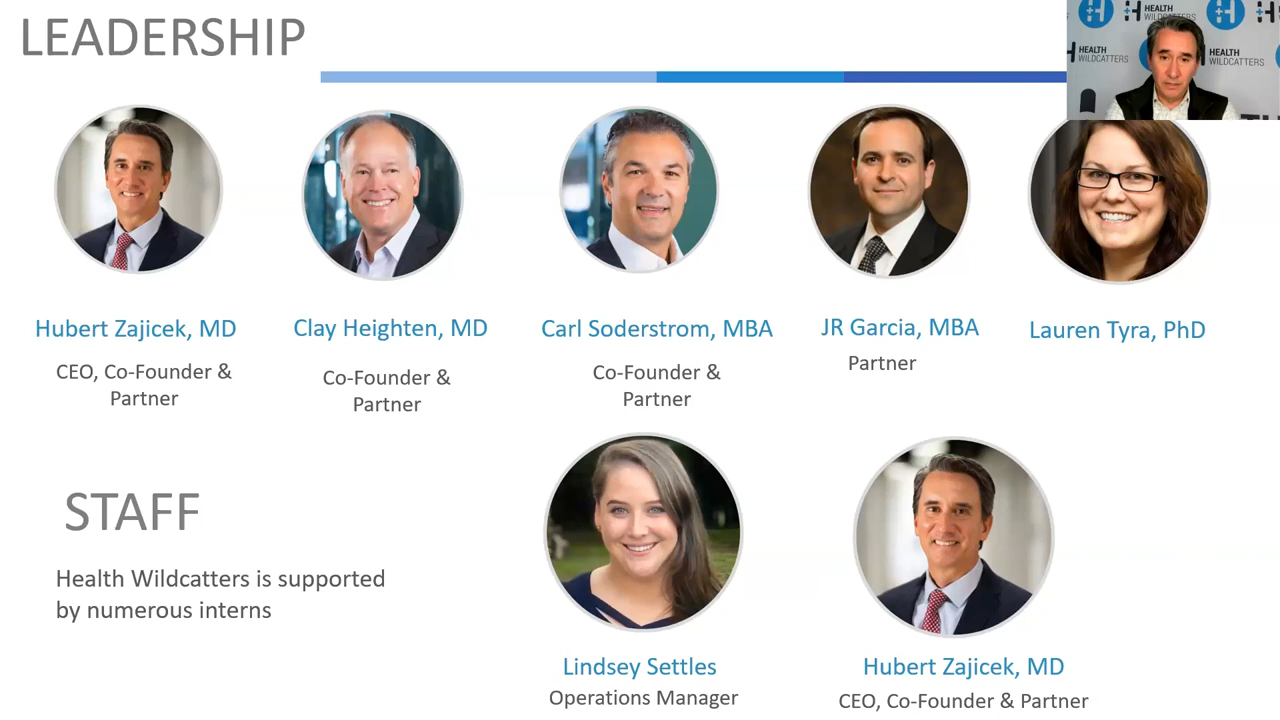 LEADERSHIP
HEALTH
WILDCATTERS
HEALTH
WILDCATTERS
HEALTH
WILDCATTERS
Hubert Zajicek, MD
CEO, Co-Founder &
Partner
Clay Heighten, MD
Co-Founder &
Partner
Carl Soderstrom, MBA
Co-Founder &
Partner
JR Garcia, MBA
Partner
Lauren Tyra, PhD
STAFF
Health Wildcatters is supported
by numerous interns
Lindsey Settles
Operations Manager
Hubert Zajicek, MD
CEO, Co-Founder & Partner